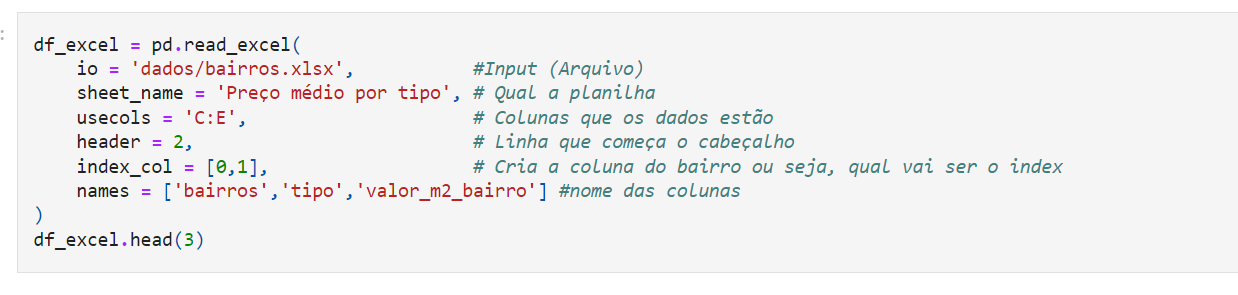 :
df_excel = pd.read_excel(
    io = 'dados/bairros.xlsx',          #Input (Arquivo)
    sheet_name = 'Preço médio por tipo', # Qual a planilha
    usecols = 'C:E',                    # Colunas que os dados estão
    header = 2,                         # Linha que começa o cabeçalho
    index_col = [0,1],                  # Cria a coluna do bairro ou seja, qual vai ser o index
    names = ['bairros','tipo','valor_m2_bairro'] #nome das colunas
)
df_excel.head(3)